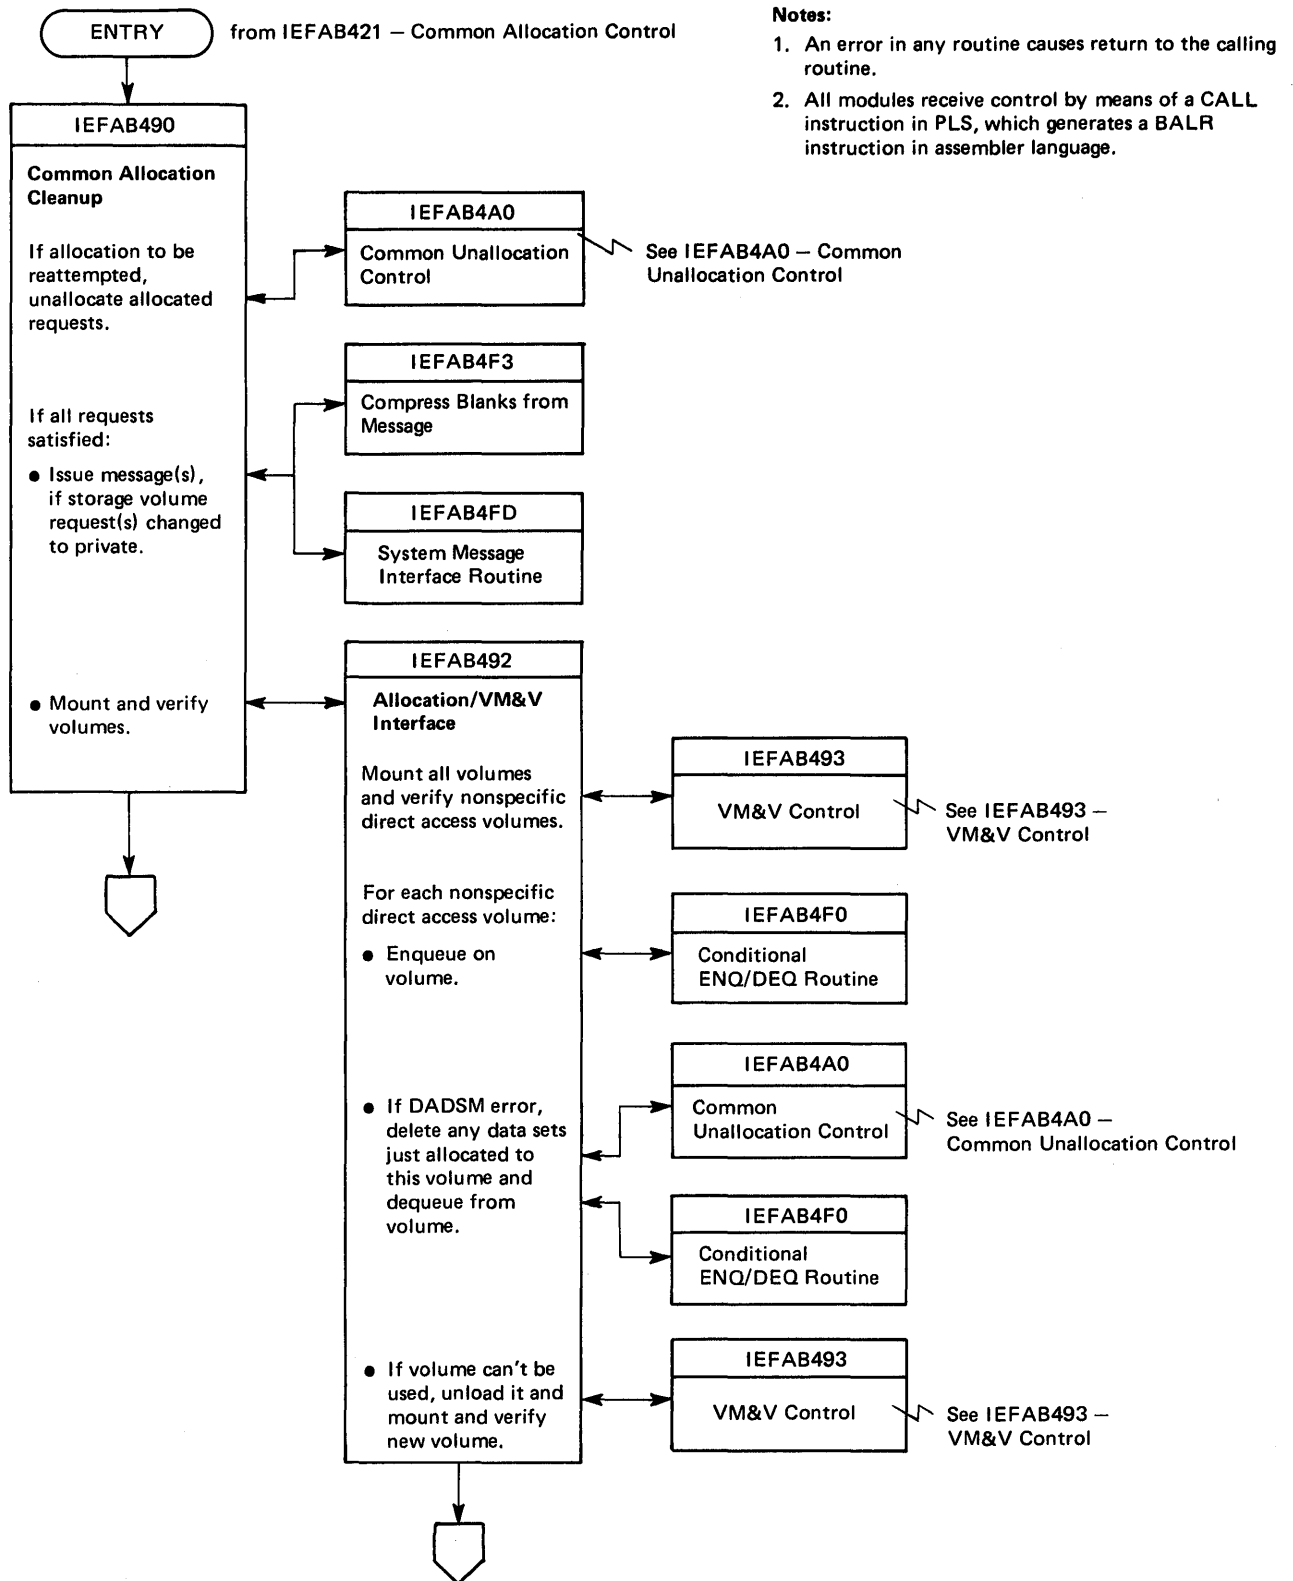 ENTRY
from IEFAB421 — Common Allocation Control
Notes:
1. An error in any routine causes return to the calling
routine.
2. All modules receive control by means of a CALL
instruction in PLS, which generates a BALR
instruction in assembler language.
IEFAB490
Common Allocation
Cleanup
If allocation to be
reattempted,
unallocate allocated
requests.
IEFAB4A0
Common Unallocation
Control
See IEFAB4A0 — Common
Unallocation Control
If all requests
satisfied:
● Issue message(s),
if storage volume
request(s) changed
to private.
IEFAB4F3
Compress Blanks from
Message
IEFAB4FD
System Message
Interface Routine
● Mount and verify
volumes.
IEFAB492
Allocation/VM&V
Interface
Mount all volumes
and verify nonspecific
direct access volumes.
IEFAB493
VM&V Control
See IEFAB493 —
VM&V Control
For each nonspecific
direct access volume:
● Enqueue on
volume.
IEFAB4F0
Conditional
ENQ/DEQ Routine
● If DADSM error,
delete any data sets
just allocated to
this volume and
dequeue from
volume.
IEFAB4A0
Common
Unallocation Control
See IEFAB4A0 —
Common Unallocation Control
IEFAB4F0
Conditional
ENQ/DEQ Routine
● If volume can't be
used, unload it and
mount and verify
new volume.
IEFAB493
VM&V Control
See IEFAB493 —
VM&V Control